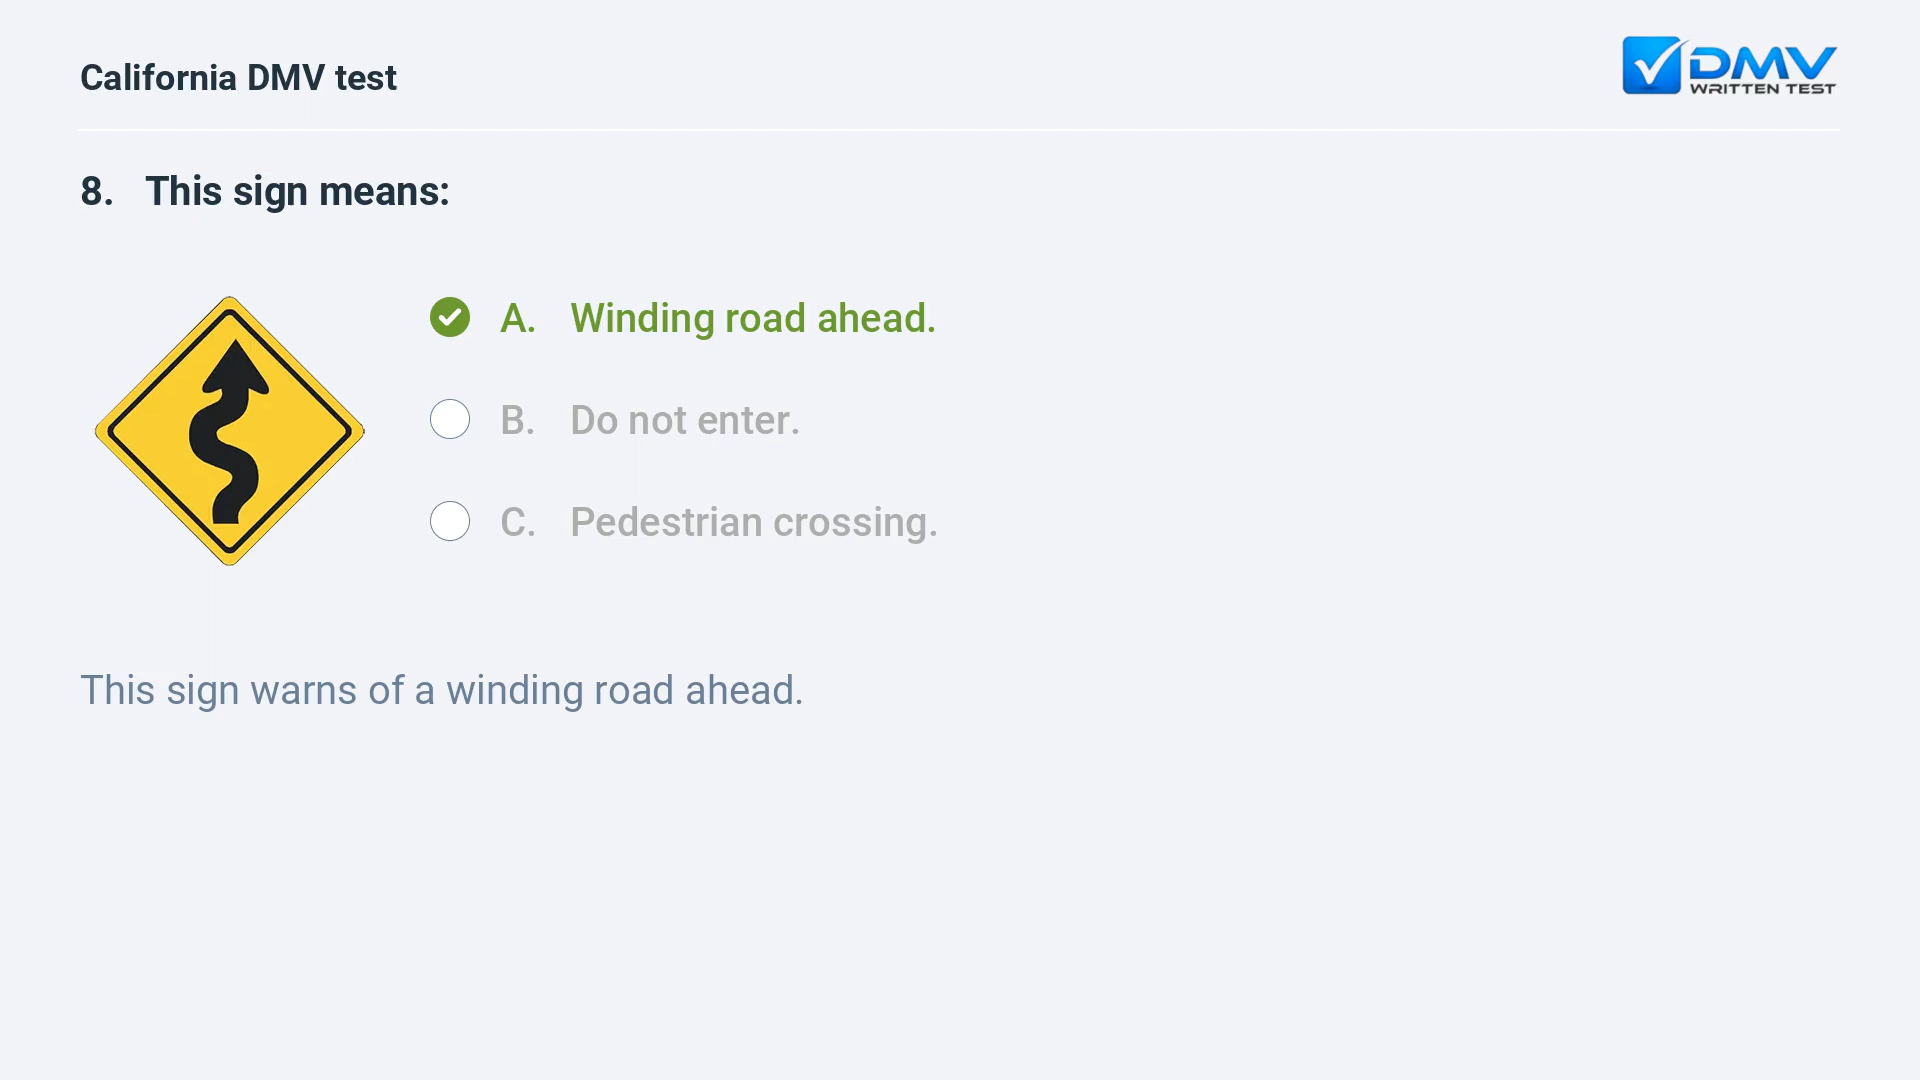 California DMV test
DMV
WRITTEN TEST
8. This sign means:
A. Winding road ahead.
B. Do not enter.
C. Pedestrian crossing.
This sign warns of a winding road ahead.